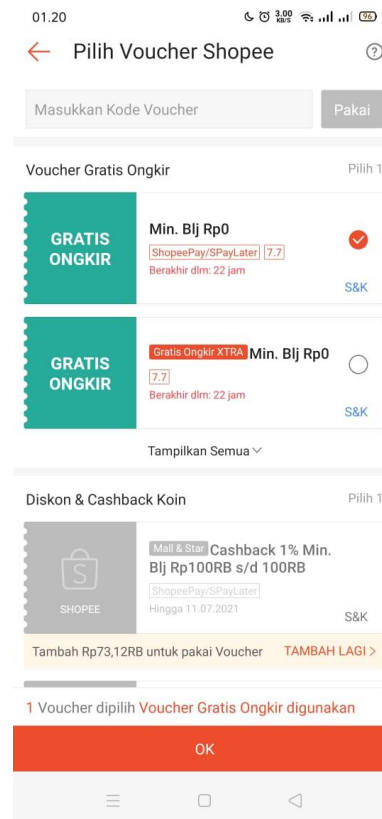 01.20
3.00
KB/S
96
Pilih Voucher Shopee
?
Masukkan Kode Voucher
Pakai
Voucher Gratis Ongkir
Pilih 1
GRATIS
ONGKIR
Min. Blj Rp0
ShopeePay/SPayLater 7.7
Berakhir dlm: 22 jam
S&K
GRATIS
ONGKIR
Gratis Ongkir XTRA Min. Blj Rp0
7.7
Berakhir dlm: 22 jam
S&K
Tampilkan Semua
Diskon & Cashback Koin
Pilih 1
S
SHOPEE
Mall & Star Cashback 1% Min.
Blj Rp100RB s/d 100RB
ShopeePay/SPayLater
Hingga 11.07.2021
S&K
Tambah Rp73,12RB untuk pakai Voucher
TAMBAH LAGI >
1 Voucher dipilih Voucher Gratis Ongkir digunakan
OK